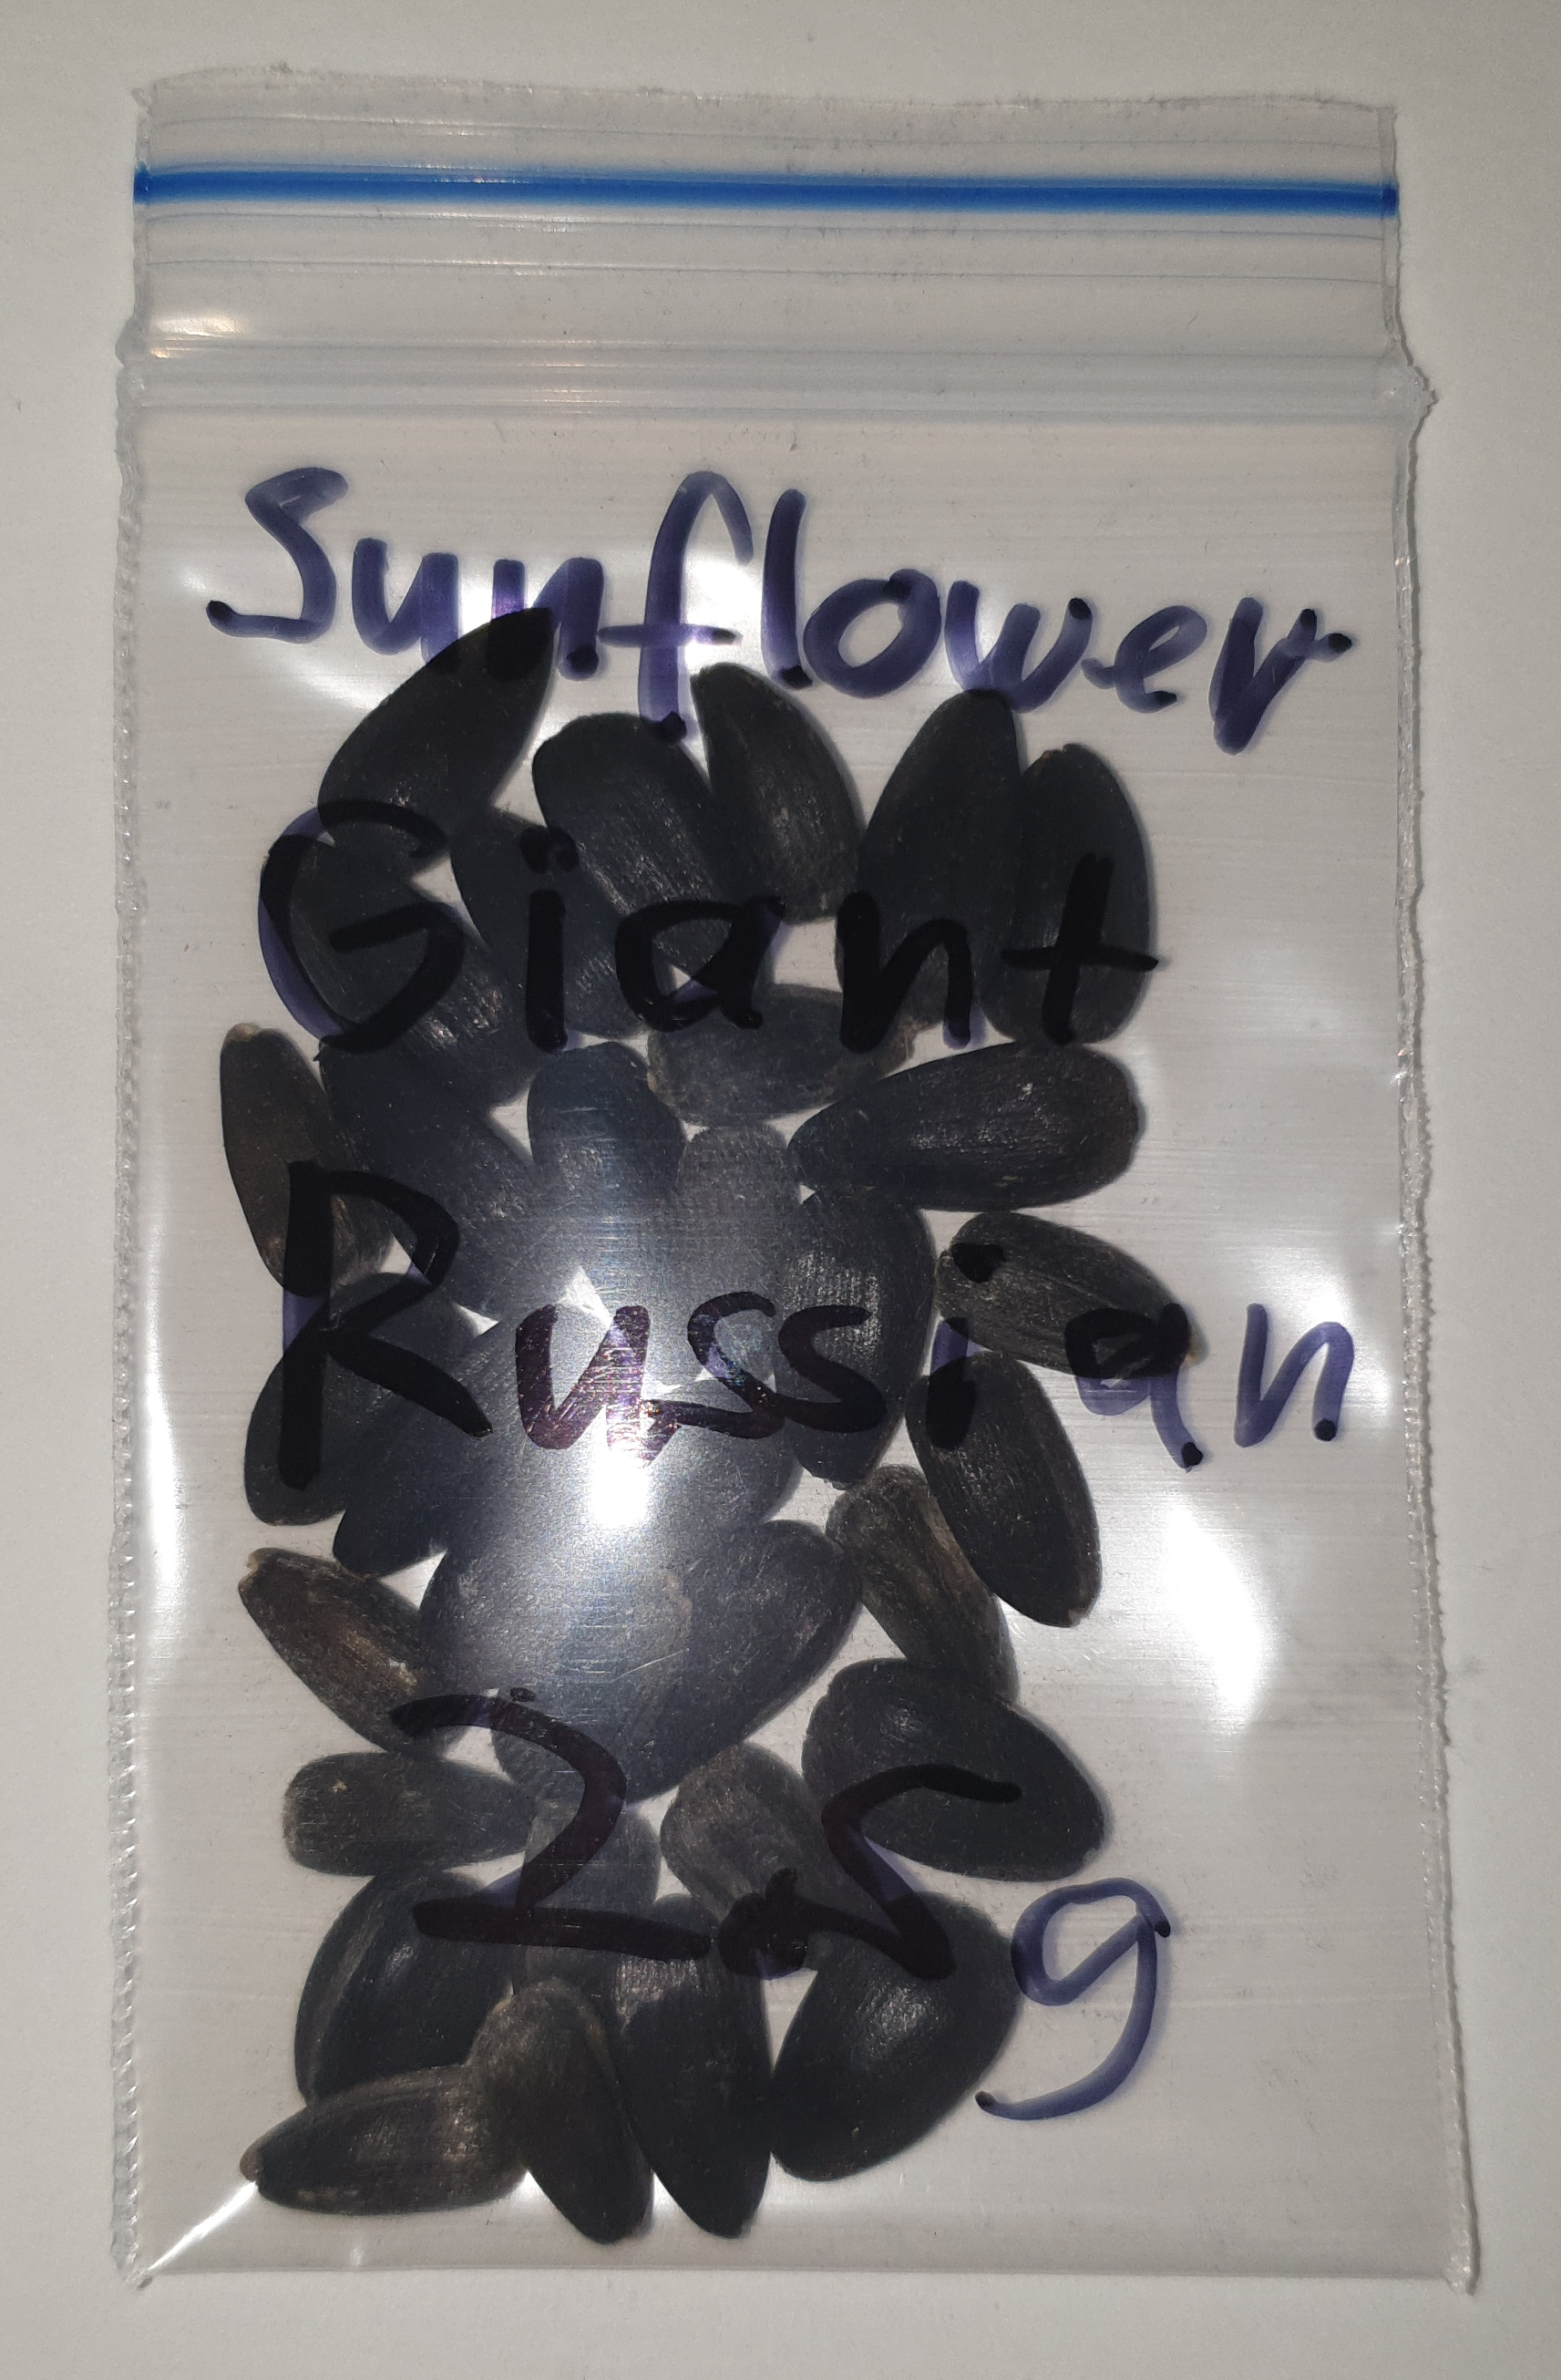 Sunflower
Giant
Russian
2.5g